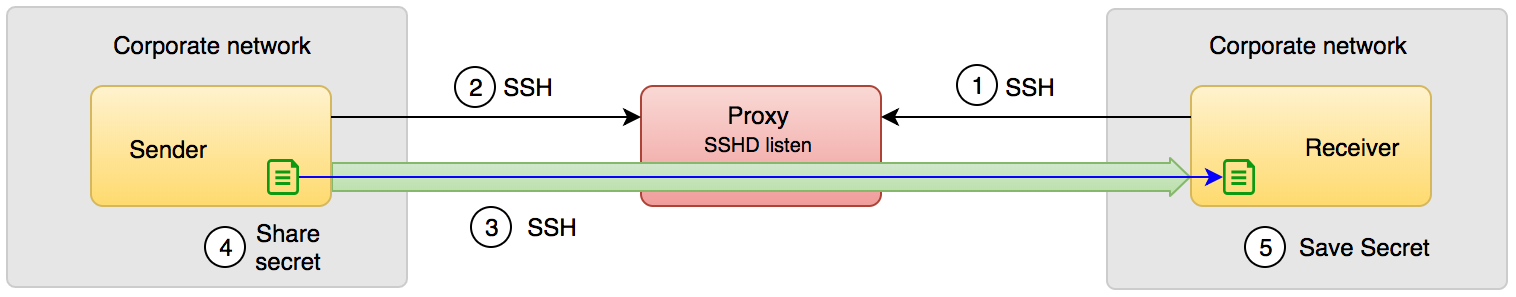 Corporate network
Corporate network
2 SSH
1 SSH
Proxy
SSHD listen
Sender
Receiver
3 SSH
4 Share
secret
5 Save Secret